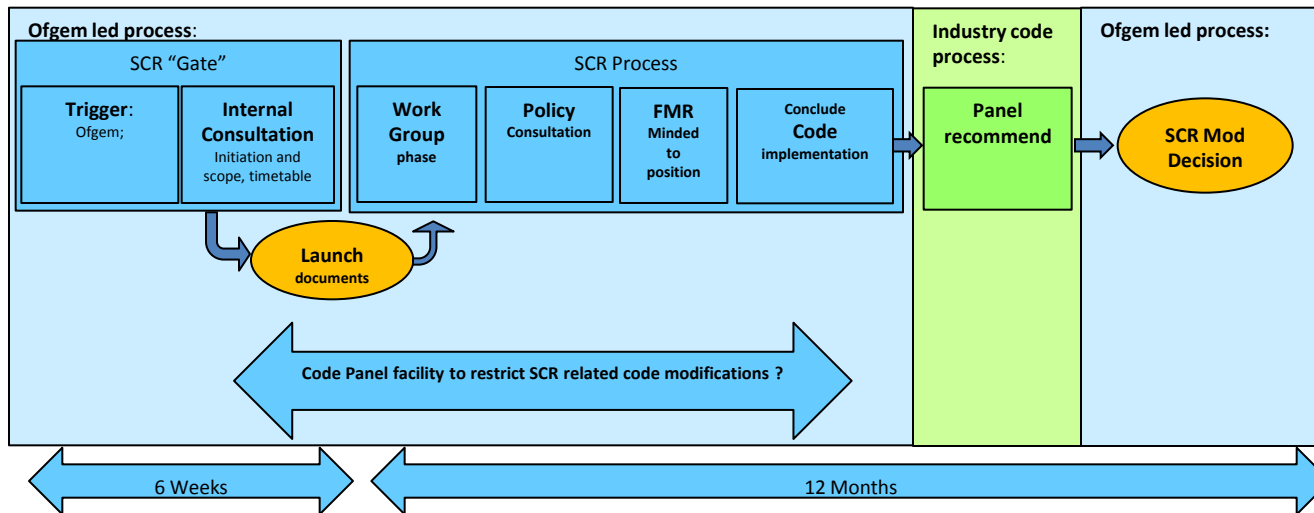 Ofgem led process:
SCR "Gate"
Trigger:
Ofgem;
Internal
Consultation
Initiation and
scope, timetable
Launch
documents
SCR Process
Work
Group
phase
Policy
Consultation
FMR
Minded
to
position
Conclude
Code
implementation
Code Panel facility to restrict SCR related code modifications ?
Industry code
process:
Panel
recommend
Ofgem led process:
SCR Mod
Decision
6 Weeks
12 Months